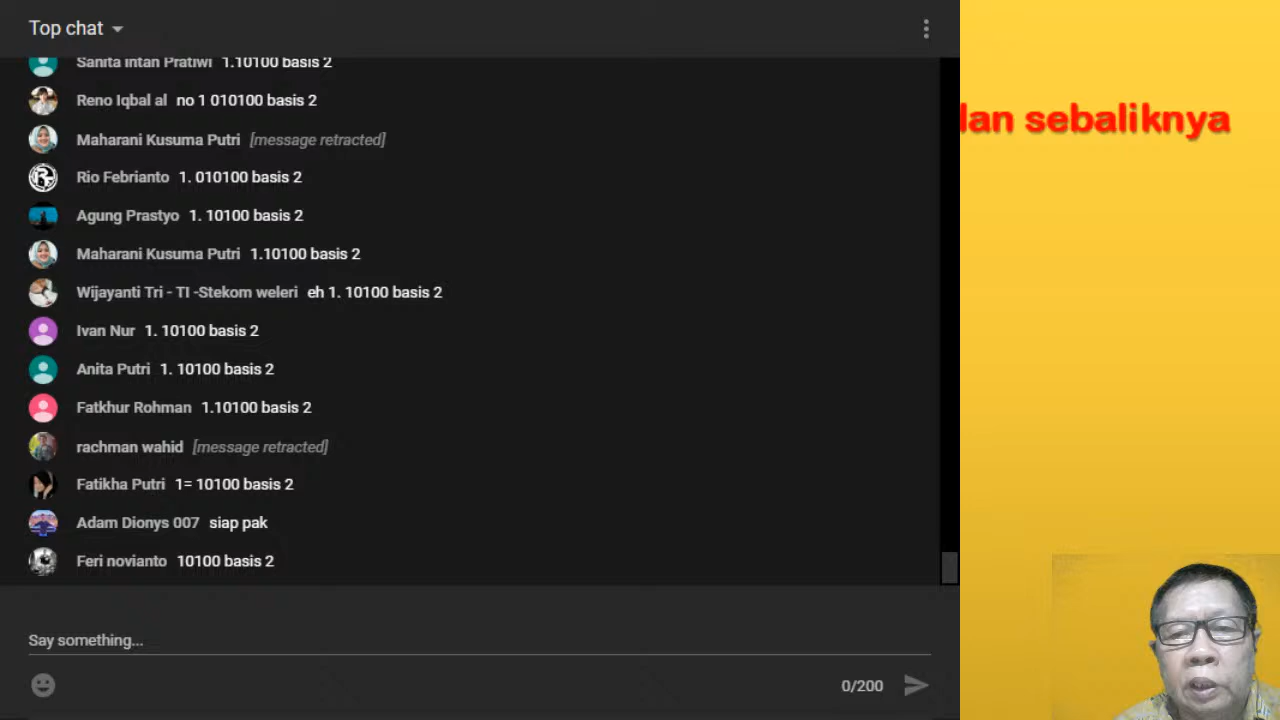 Top chat
Sanita Intan Pratiwi 1.10100 basis 2
Reno Iqbal al no 1 010100 basis 2
Maharani Kusuma Putri [message retracted]
Rio Febrianto 1. 010100 basis 2
Agung Prastyo 1. 10100 basis 2
Maharani Kusuma Putri 1.10100 basis 2
Wijayanti Tri - TI -Stekom weleri eh 1. 10100 basis 2
Ivan Nur 1. 10100 basis 2
Anita Putri 1. 10100 basis 2
Fatkhur Rohman 1.10100 basis 2
rachman wahid [message retracted]
Fatikha Putri 1= 10100 basis 2
Adam Dionys 007 siap pak
Feri novianto 10100 basis 2
Say something...
0/200
dan sebaliknya